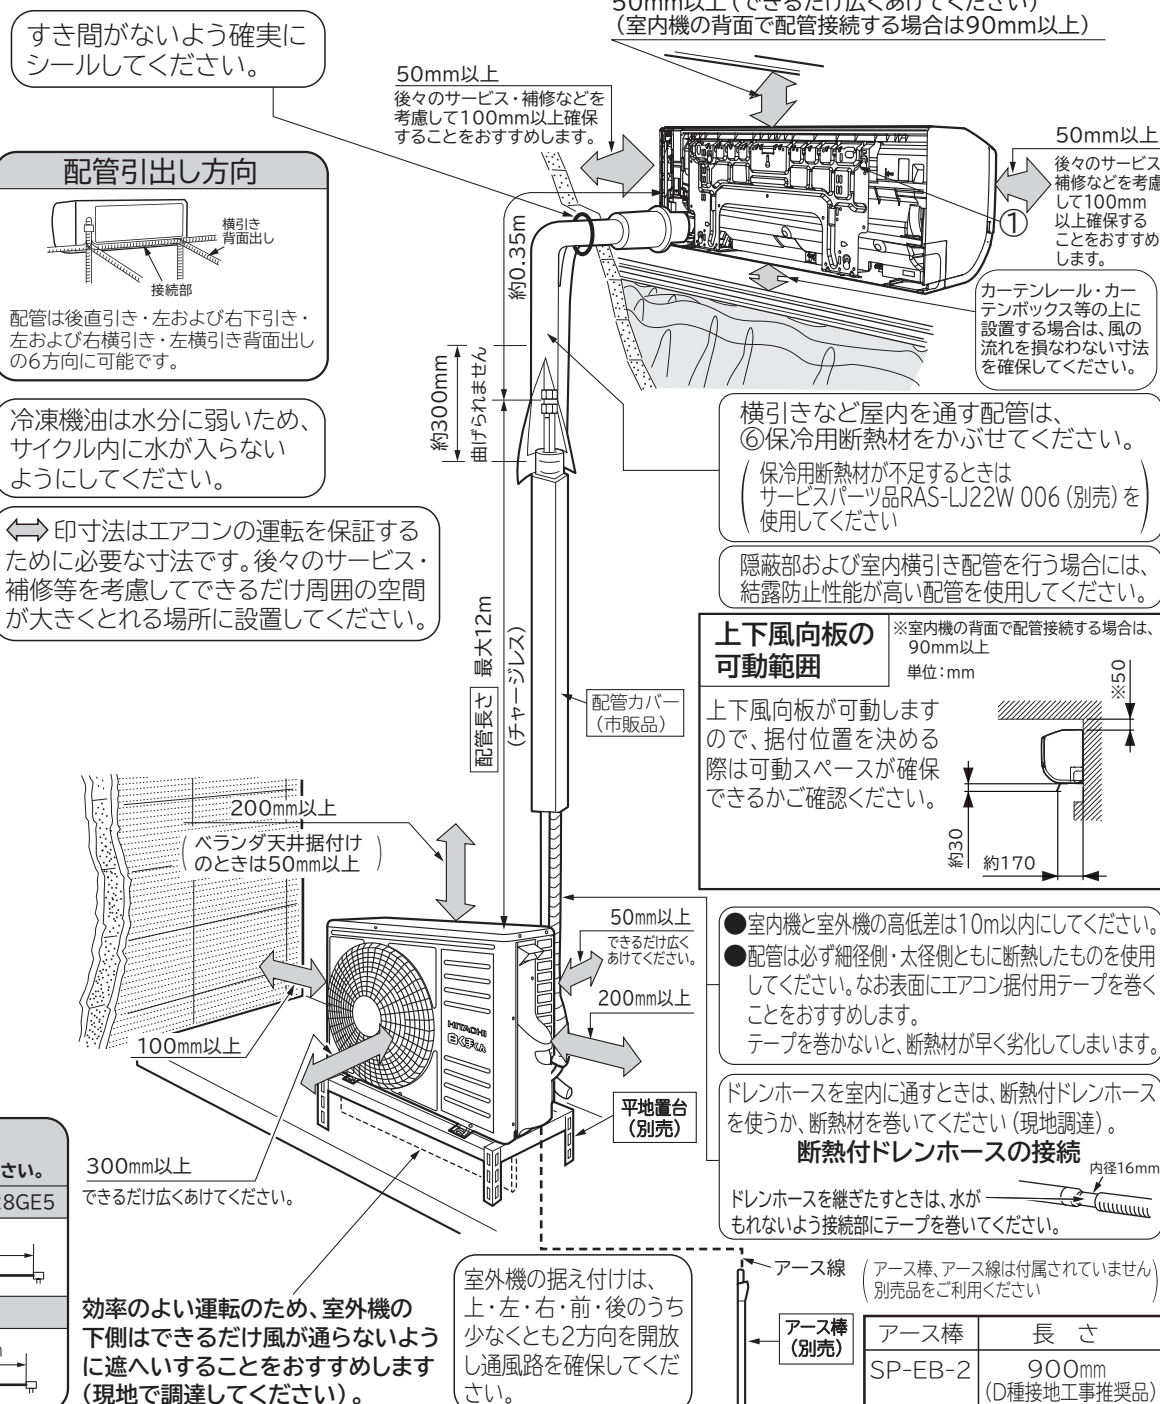 50mm以上(できるだけ広くあけてください)
(室内機の背面で配管接続する場合は90mm以上)
すき間がないよう確実に
シールしてください。
50mm以上
後々のサービス・補修などを
考慮して100mm以上確保
することをおすすめします。
50mm以上
後々のサービス
補修などを考慮
して100mm
以上確保する
ことをおすすめ
します。
①
配管引出し方向
横引き
背面出し
接続部
配管は後直引き・左および右下引き・
左および右横引き・左横引き背面出し
の6方向に可能です。
約0.35m
約300mm
曲げられません
カーテンレール・カー
テンボックス等の上に
設置する場合は、風の
流れを損なわない寸法
を確保してください。
冷凍機油は水分に弱いため、
サイクル内に水が入らない
ようにしてください。
横引きなど屋内を通す配管は、
⑥保冷用断熱材をかぶせてください。
(保冷用断熱材が不足するときは
サービスパーツ品RAS-LJ22W 006(別売)を
使用してください)
隠蔽部および室内横引き配管を行う場合には、
結露防止性能が高い配管を使用してください。
⇔印寸法はエアコンの運転を保証する
ために必要な寸法です。後々のサービス・
補修等を考慮してできるだけ周囲の空間
が大きくとれる場所に設置してください。
配管長さ 最大12m
(チャージレス)
配管カバー
(市販品)
上下風向板の
可動範囲
※室内機の背面で配管接続する場合は、
90mm以上
単位:mm
上下風向板が可動します
ので、据付位置を決める
際は可動スペースが確保
できるかご確認ください。
※50
約30
約170
200mm以上
(ベランダ天井据付け
のときは50mm以上)
50mm以上
できるだけ広く
あけてください。
200mm以上
100mm以上
HITACHI
300mm以上
できるだけ広くあけてください。
平地置台
(別売)
●室内機と室外機の高低差は10m以内にしてください。
●配管は必ず細径側・太径側ともに断熱したものを使用
してください。なお表面にエアコン据付用テープを巻く
ことをおすすめします。
テープを巻かないと、断熱材が早く劣化してしまいます。
ドレンホースを室内に通すときは、断熱付ドレンホース
を使うか、断熱材を巻いてください(現地調達)。
断熱付ドレンホースの接続
内径16mm
ドレンホースを継ぎたすときは、水が
もれないよう接続部にテープを巻いてください。
さい。
8GE5
効率のよい運転のため、室外機の
下側はできるだけ風が通らないよう
に遮へいすることをおすすめします
(現地で調達してください)。
室外機の据え付けは、
上・左・右・前・後のうち
少なくとも2方向を開放
し通風路を確保してくだ
さい。
アース線
(アース棒、アース線は付属されていません
別売品をご利用ください)
アース棒
(別売)
アース棒 長さ
SP-EB-2 900mm
(D種接地工事推奨品)